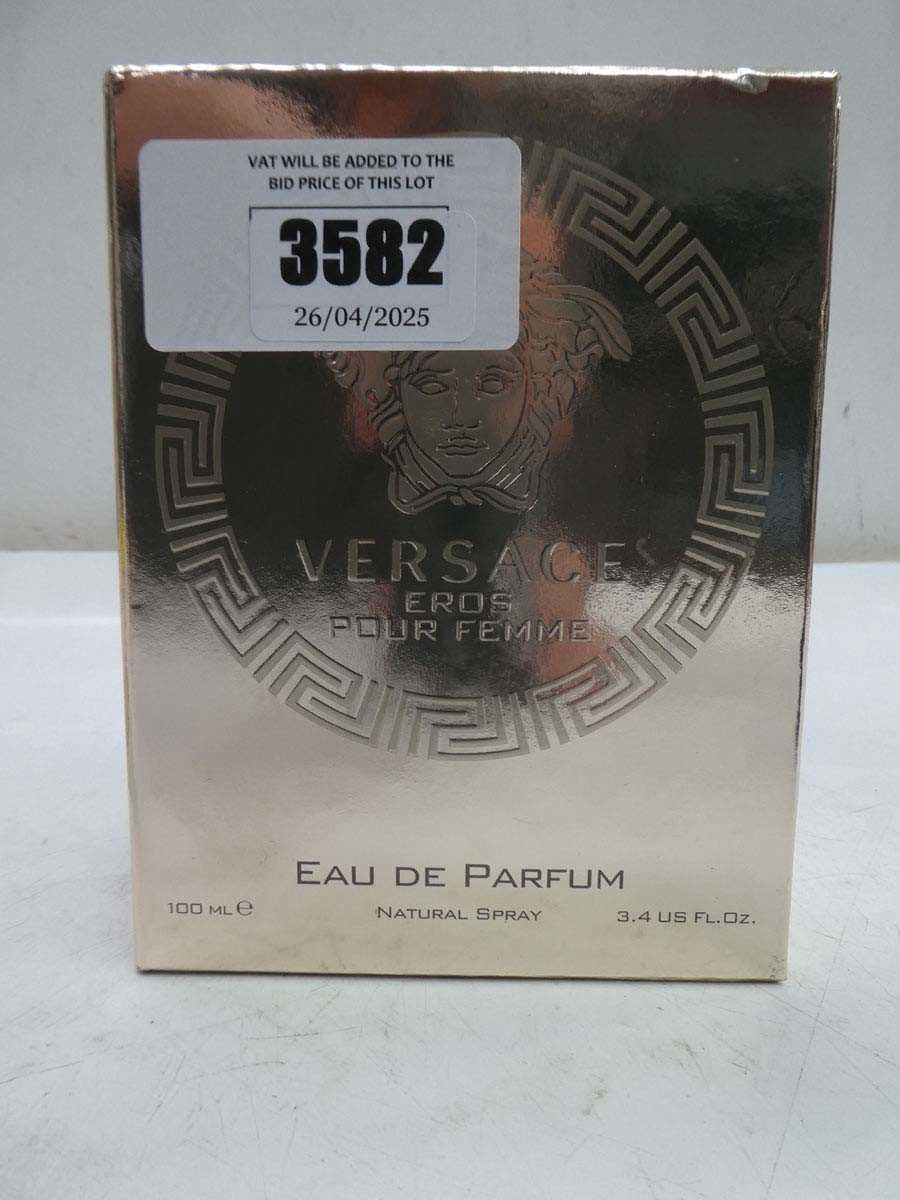 VAT WILL BE ADDED TO THE
BID PRICE OF THIS LOT
3582
26/04/2025
VERSACE
EROS
POUR FEMME
EAU DE PARFUM
100 ML ℮
NATURAL SPRAY
3.4 US FL.OZ.